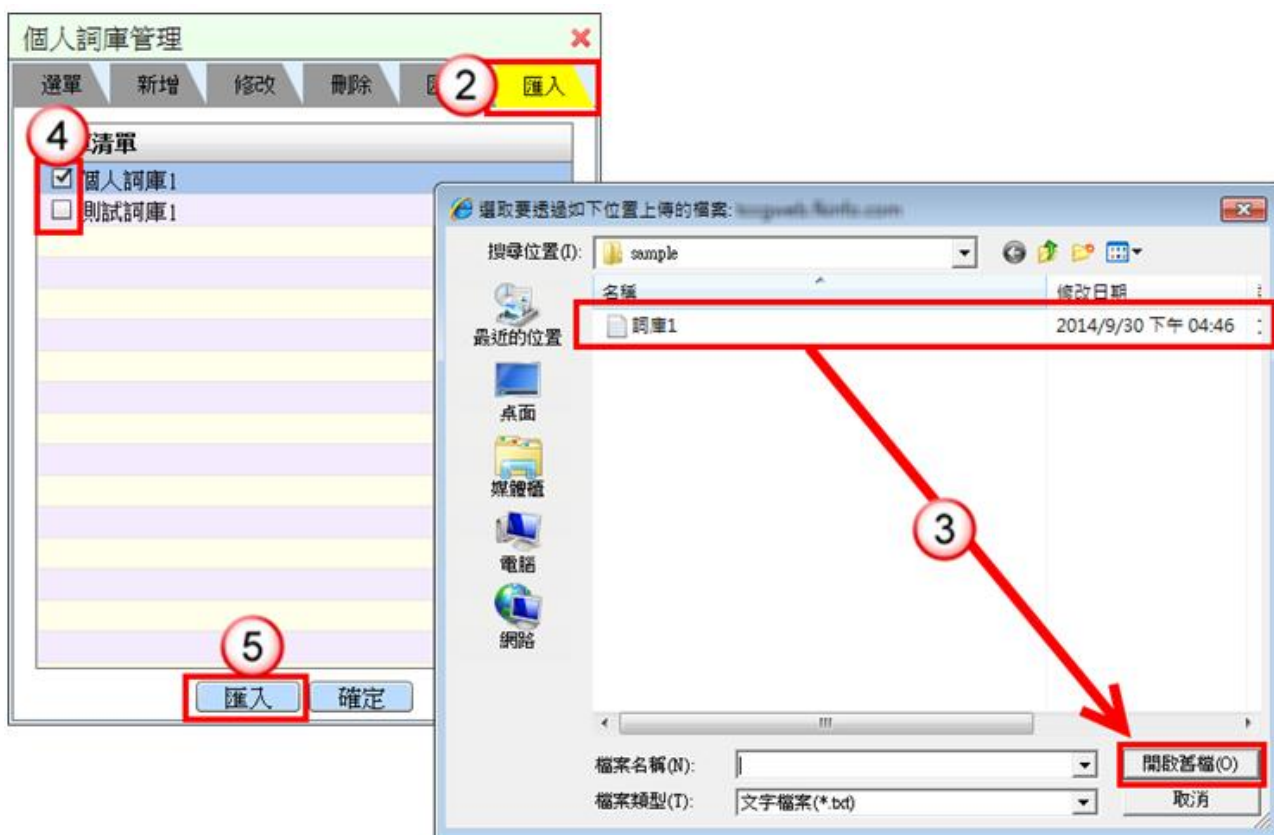 個人詞庫管理
選單 新增 修改 刪除 2 匯入
4 清單
個人詞庫1
則試詞庫1
5
匯入 確定
選取要透過如下位置上傳的檔案:
搜尋位置(I): sample
名稱 修改日期
詞庫1 2014/9/30 下午 04:46
最近的位置
桌面
媒體櫃
電腦
網路
3
檔案名稱(N): 開啟舊檔(O)
檔案類型(T): 文字檔案(*.txt) 取消